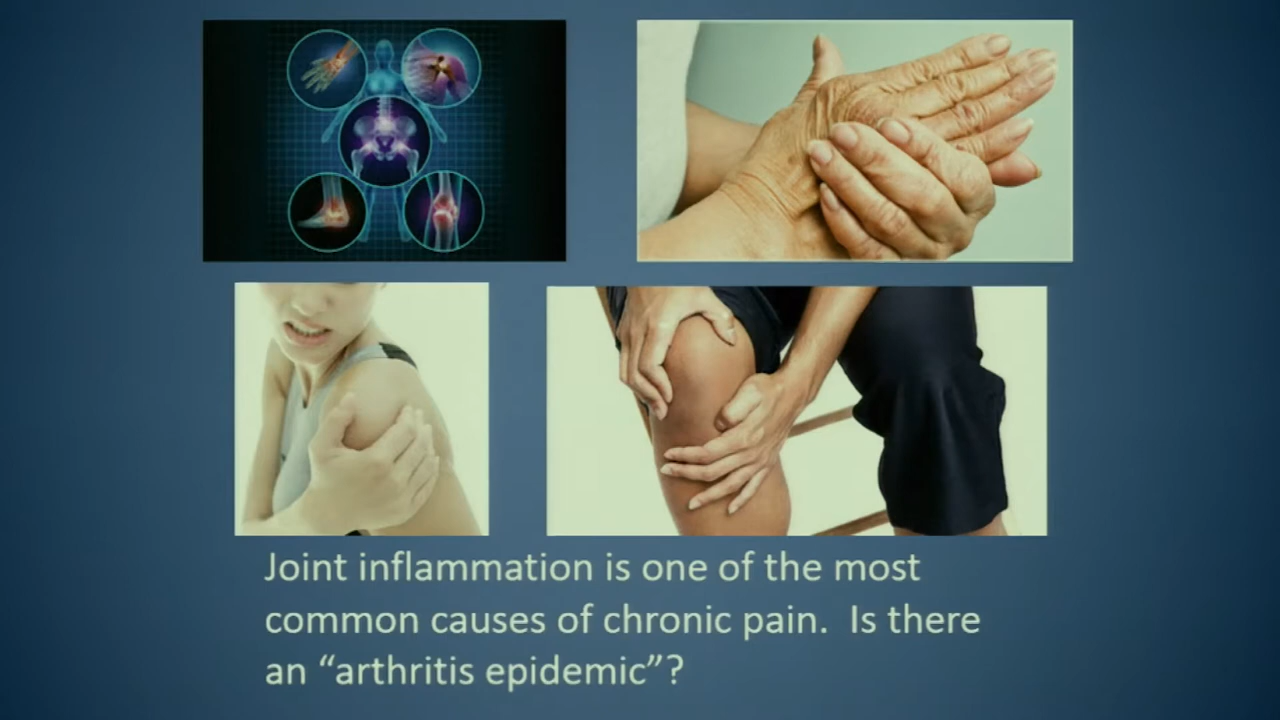 Joint inflammation is one of the most
common causes of chronic pain.  Is there
an “arthritis epidemic”?